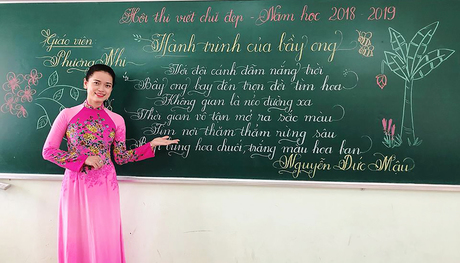 Hội thi viết chữ đẹp - Năm học 2018 2019
Giáo viên
Phương Nhi
Hành trình của bầy ong
Với đôi cánh đẫm nắng trời
Bầy ong bay đến trọn đời tìm hoa
Không gian là nẻo đường xa
Thời gian vô tận mở ra sắc màu
Tìm nơi thăm thẳm rừng sâu
cùng hoa chuối, trắng màu hoa ban
Nguyễn Đức Mậu